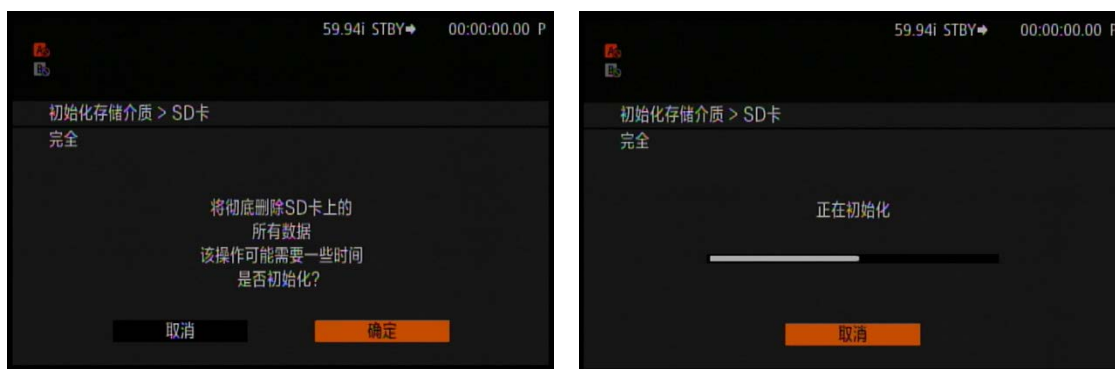 59.94i STBY➡ 00:00:00.00 P
A
B
初始化存储介质 > SD卡
完全
将彻底删除SD卡上的
所有数据
该操作可能需要一些时间
是否初始化?
取消 确定
59.94i STBY➡ 00:00:00.00 P
A
B
初始化存储介质 > SD卡
完全
正在初始化
取消